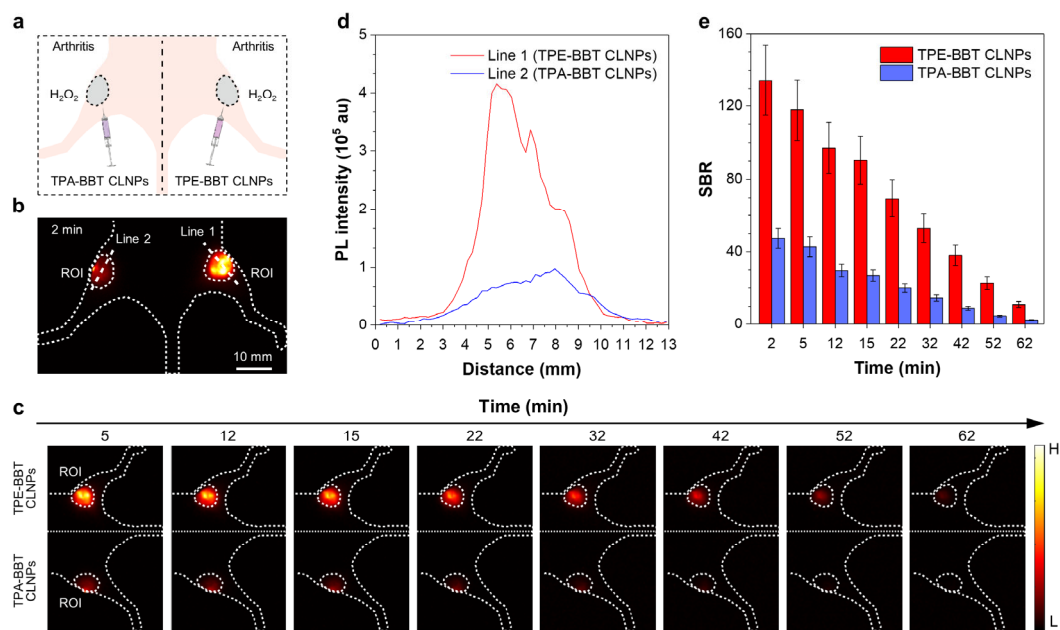 a
Arthritis
Arthritis
H₂O₂
H₂O₂
TPA-BBT CLNPs
TPE-BBT CLNPs
b
2 min
Line 2
Line 1
ROI
ROI
10 mm
d
5
4
3
2
1
0
PL intensity (10⁵ au)
Line 1 (TPE-BBT CLNPs)
Line 2 (TPA-BBT CLNPs)
0 1 2 3 4 5 6 7 8 9 10 11 12 13
Distance (mm)
e
160
120
80
40
0
SBR
TPE-BBT CLNPs
TPA-BBT CLNPs
2 5 12 15 22 32 42 52 62
Time (min)
c
Time (min)
5 12 15 22 32 42 52 62
TPE-BBT
CLNPs
ROI
TPA-BBT
CLNPs
ROI
H
L